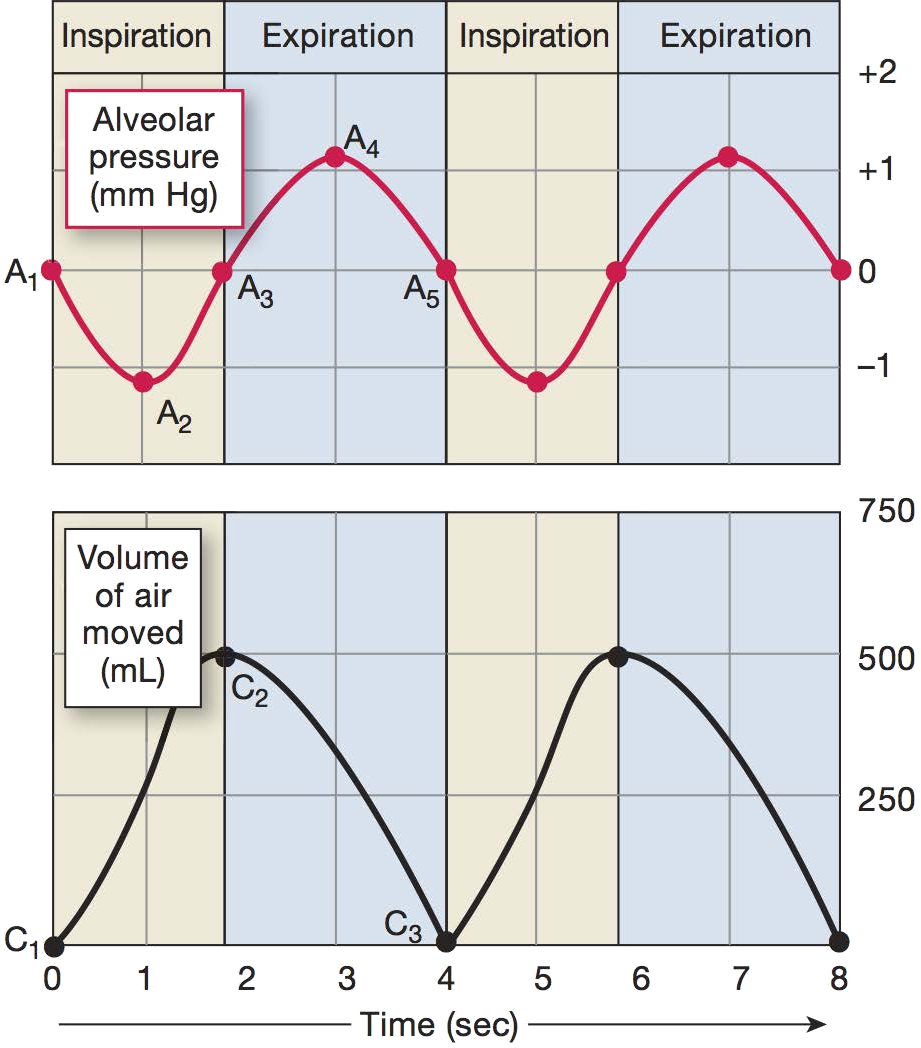 Inspiration Expiration Inspiration Expiration
+2
Alveolar
pressure
(mm Hg)
A4
+1
A1
A3
A5
0
–1
A2
750
Volume
of air
moved
(mL)
500
C2
250
C3
C1
0 1 2 3 4 5 6 7 8
Time (sec)